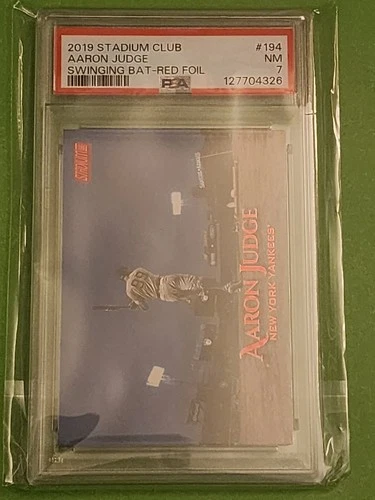 2019 STADIUM CLUB #194
AARON JUDGE NM
SWINGING BAT-RED FOIL 7
PSA 127704326
STADIUM
99
AARON JUDGE
NEW YORK YANKEES